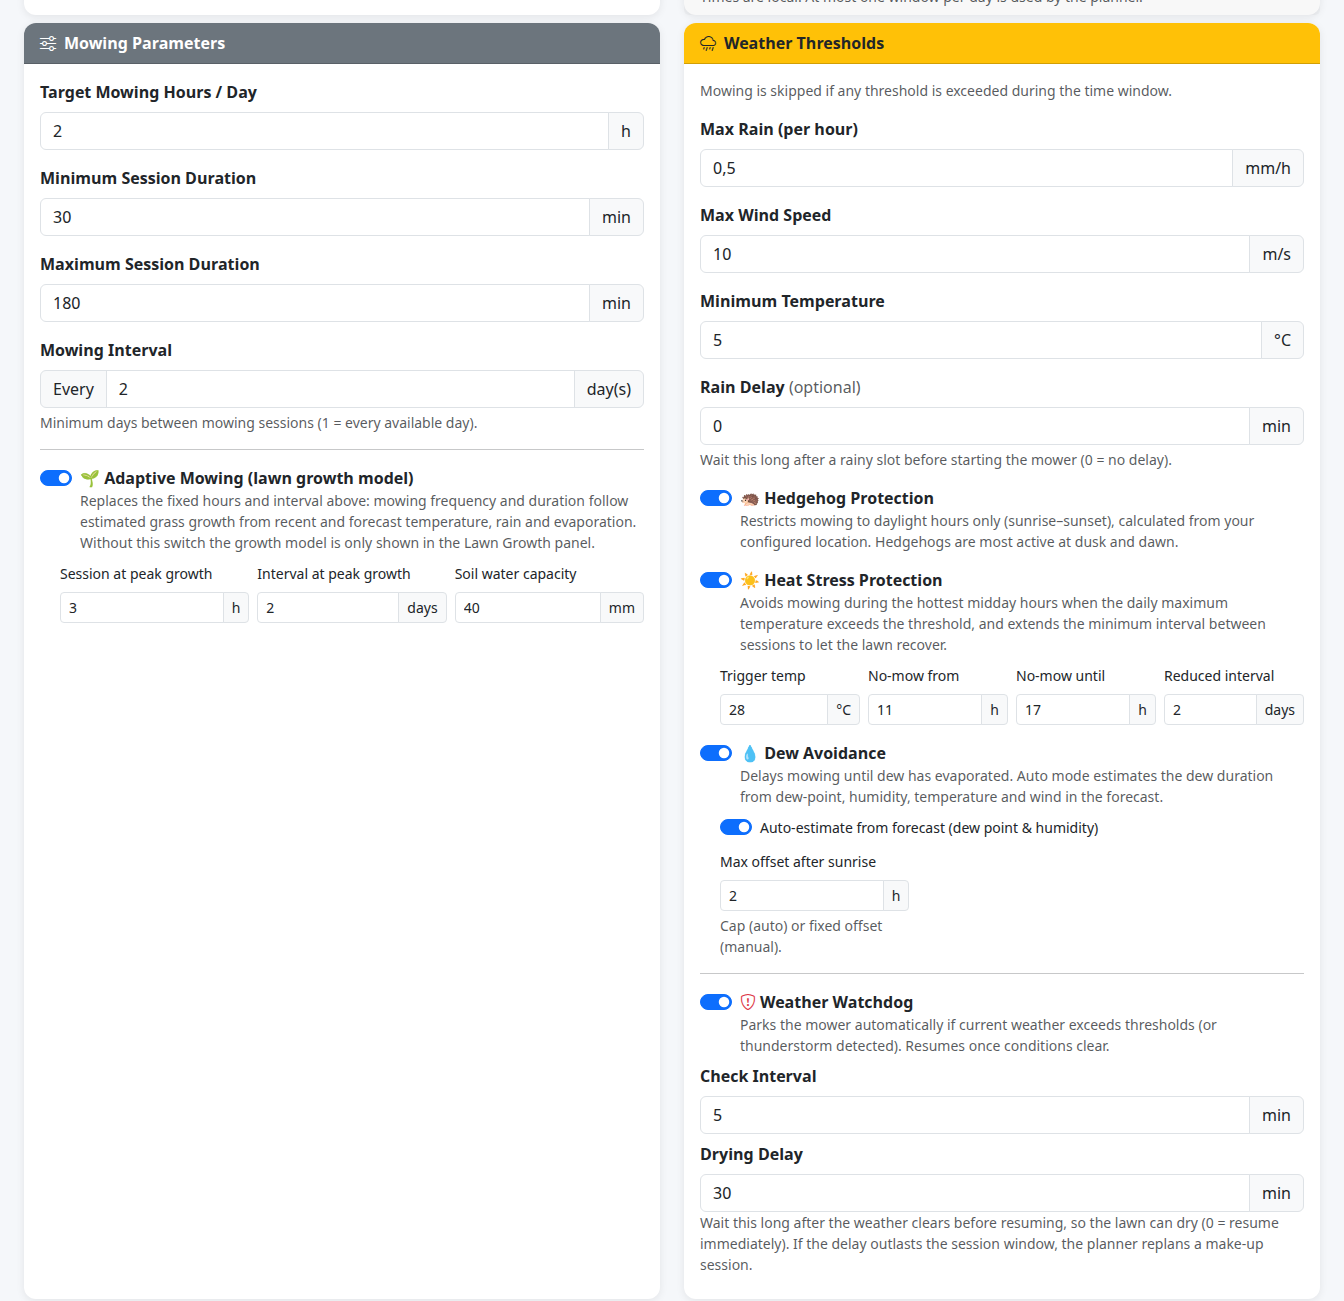 Times are local. At most one window per day is used by the planner.
Mowing Parameters
Target Mowing Hours / Day
2 h
Minimum Session Duration
30 min
Maximum Session Duration
180 min
Mowing Interval
Every 2 day(s)
Minimum days between mowing sessions (1 = every available day).
Adaptive Mowing (lawn growth model)
Replaces the fixed hours and interval above: mowing frequency and duration follow
estimated grass growth from recent and forecast temperature, rain and evaporation.
Without this switch the growth model is only shown in the Lawn Growth panel.
Session at peak growth Interval at peak growth Soil water capacity
3 h 2 days 40 mm
Weather Thresholds
Mowing is skipped if any threshold is exceeded during the time window.
Max Rain (per hour)
0,5 mm/h
Max Wind Speed
10 m/s
Minimum Temperature
5 °C
Rain Delay (optional)
0 min
Wait this long after a rainy slot before starting the mower (0 = no delay).
Hedgehog Protection
Restricts mowing to daylight hours only (sunrise–sunset), calculated from your
configured location. Hedgehogs are most active at dusk and dawn.
Heat Stress Protection
Avoids mowing during the hottest midday hours when the daily maximum
temperature exceeds the threshold, and extends the minimum interval between
sessions to let the lawn recover.
Trigger temp No-mow from No-mow until Reduced interval
28 °C 11 h 17 h 2 days
Dew Avoidance
Delays mowing until dew has evaporated. Auto mode estimates the dew duration
from dew-point, humidity, temperature and wind in the forecast.
Auto-estimate from forecast (dew point & humidity)
Max offset after sunrise
2 h
Cap (auto) or fixed offset
(manual).
Weather Watchdog
Parks the mower automatically if current weather exceeds thresholds (or
thunderstorm detected). Resumes once conditions clear.
Check Interval
5 min
Drying Delay
30 min
Wait this long after the weather clears before resuming, so the lawn can dry (0 = resume
immediately). If the delay outlasts the session window, the planner replans a make-up
session.